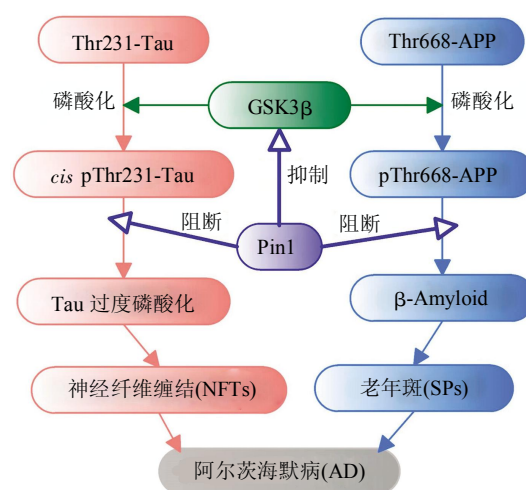 Thr231-Tau
Thr668-APP
磷酸化
GSK3β
磷酸化
cis pThr231-Tau
抑制
pThr668-APP
阻断
Pin1
阻断
Tau 过度磷酸化
β-Amyloid
神经纤维缠结(NFTs)
老年斑(SPs)
阿尔茨海默病(AD)